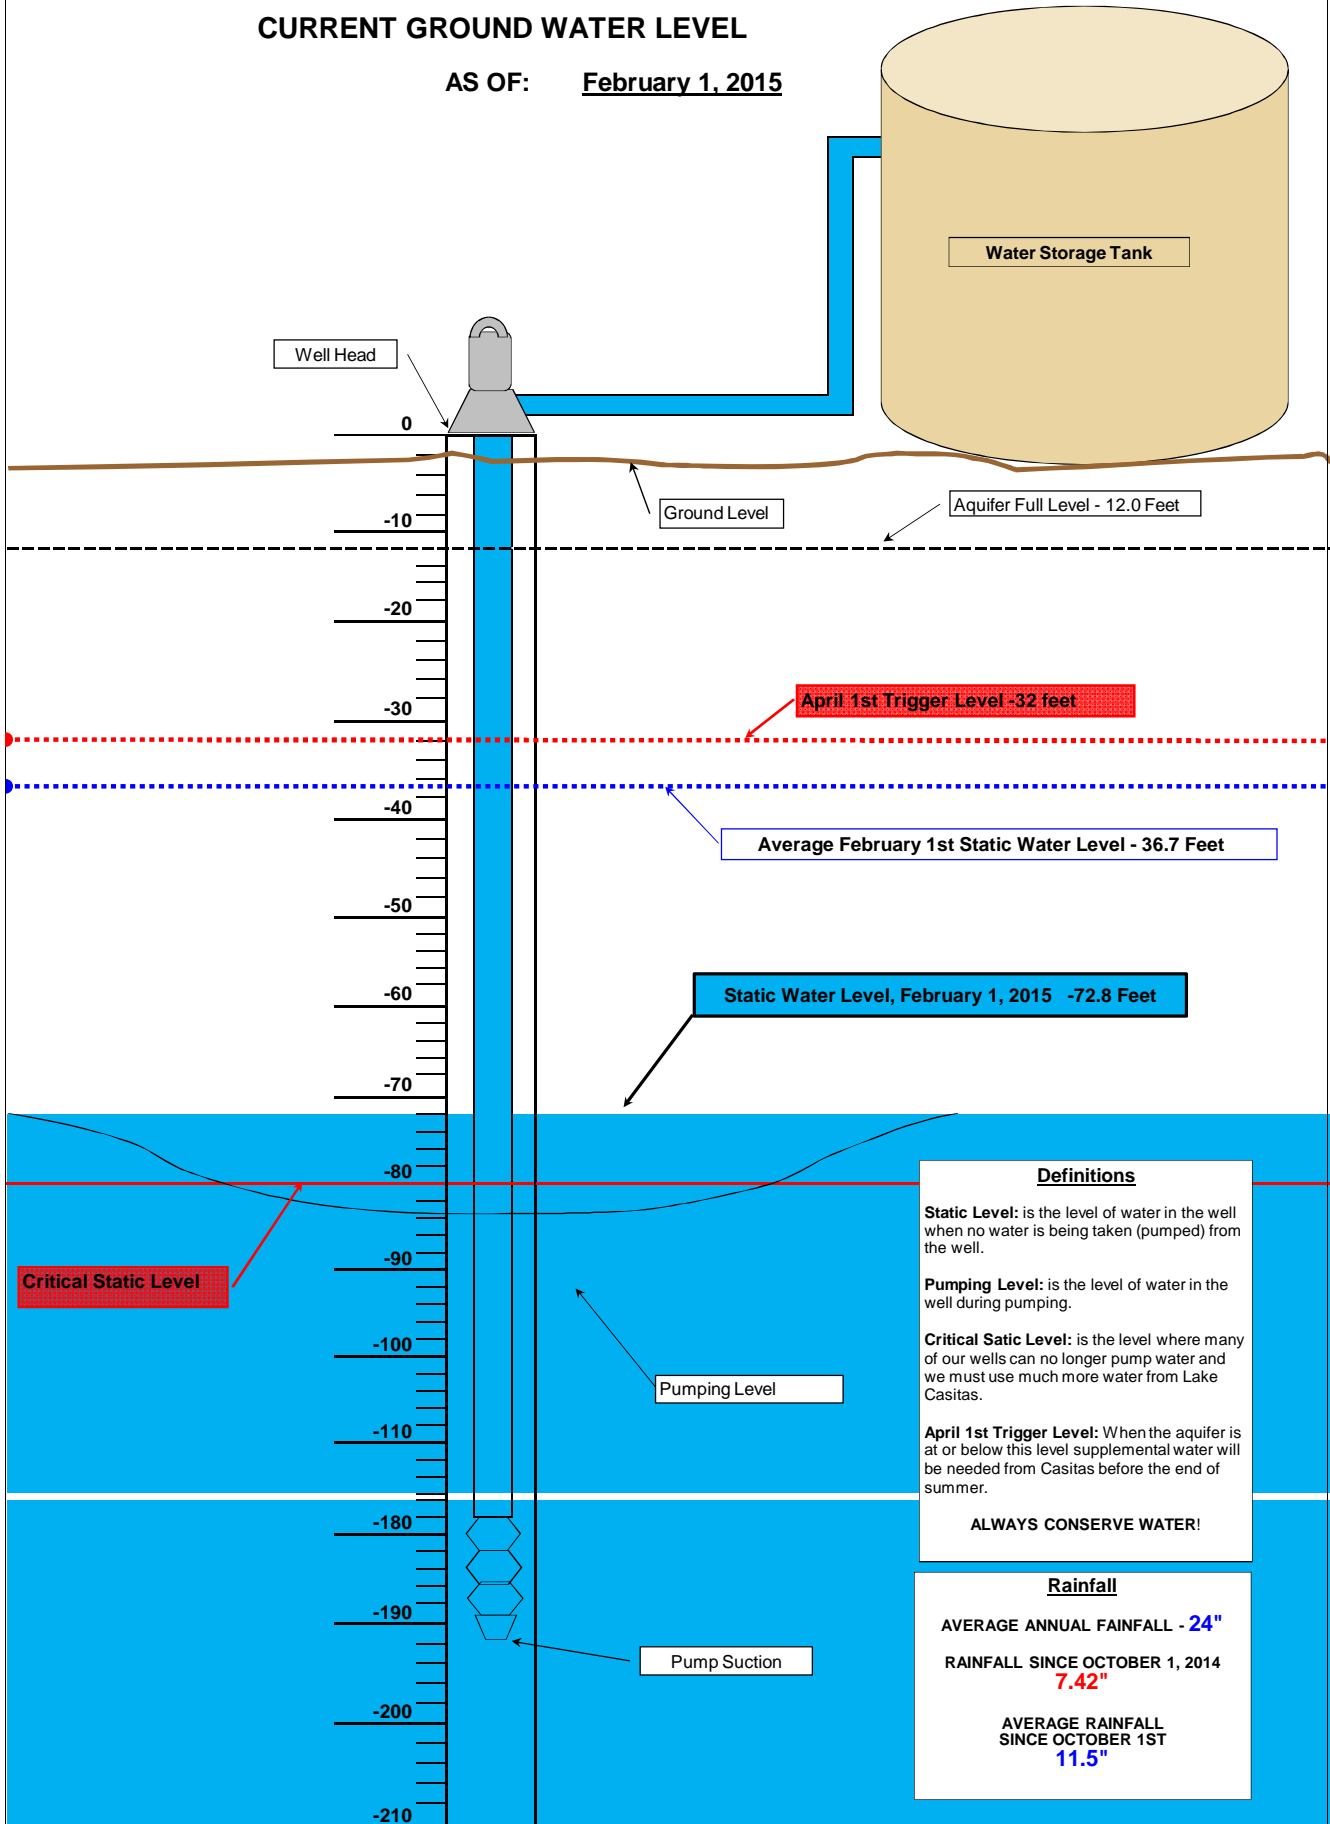 CURRENT GROUND WATER LEVEL
AS OF: February 1, 2015
Water Storage Tank
Well Head
0
Ground Level
Aquifer Full Level - 12.0 Feet
-10
-20
April 1st Trigger Level -32 feet
-30
-40
Average February 1st Static Water Level - 36.7 Feet
-50
-60
Static Water Level, February 1, 2015 -72.8 Feet
-70
-80
Critical Static Level
-90
-100
Pumping Level
-110
-180
-190
Pump Suction
-200
-210
Definitions
Static Level: is the level of water in the well
when no water is being taken (pumped) from
the well.
Pumping Level: is the level of water in the
well during pumping.
Critical Satic Level: is the level where many
of our wells can no longer pump water and
we must use much more water from Lake
Casitas.
April 1st Trigger Level: When the aquifer is
at or below this level supplemental water will
be needed from Casitas before the end of
summer.
ALWAYS CONSERVE WATER!
Rainfall
AVERAGE ANNUAL FAINFALL - 24"
RAINFALL SINCE OCTOBER 1, 2014
7.42"
AVERAGE RAINFALL
SINCE OCTOBER 1ST
11.5"